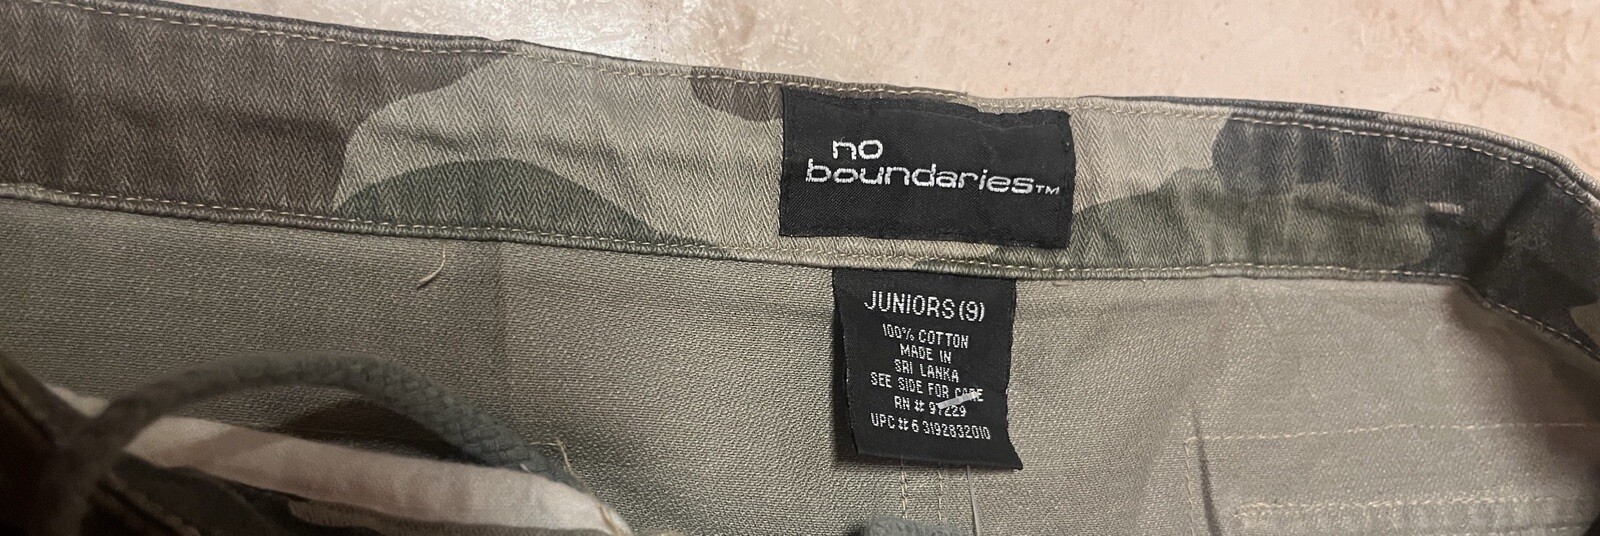 no
boundaries™
JUNIORS (9)
100% COTTON
MADE IN
SRI LANKA
SEE SIDE FOR CARE
RN # 97229
UPC # 6 3192832010